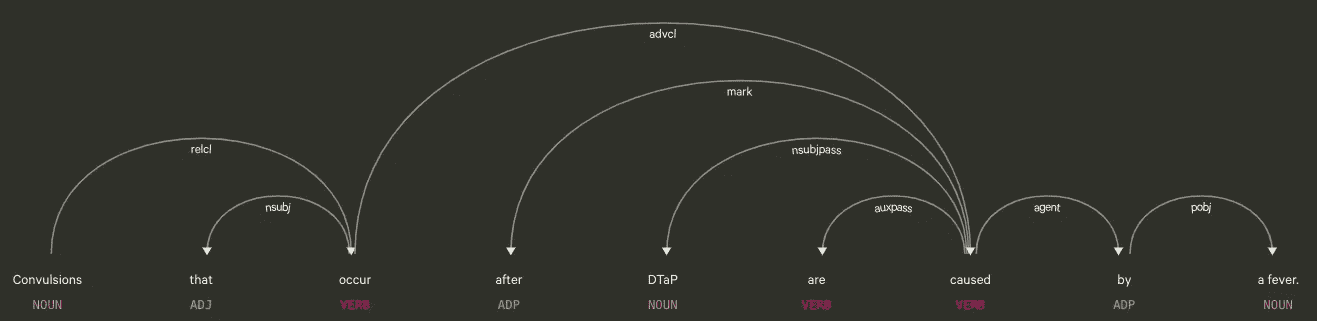 advcl
mark
relcl nsubjpass
nsubj auxpass agent pobj
Convulsions that occur after DTaP are caused by a fever.
NOUN ADJ VERB ADP NOUN VERB VERB ADP NOUN